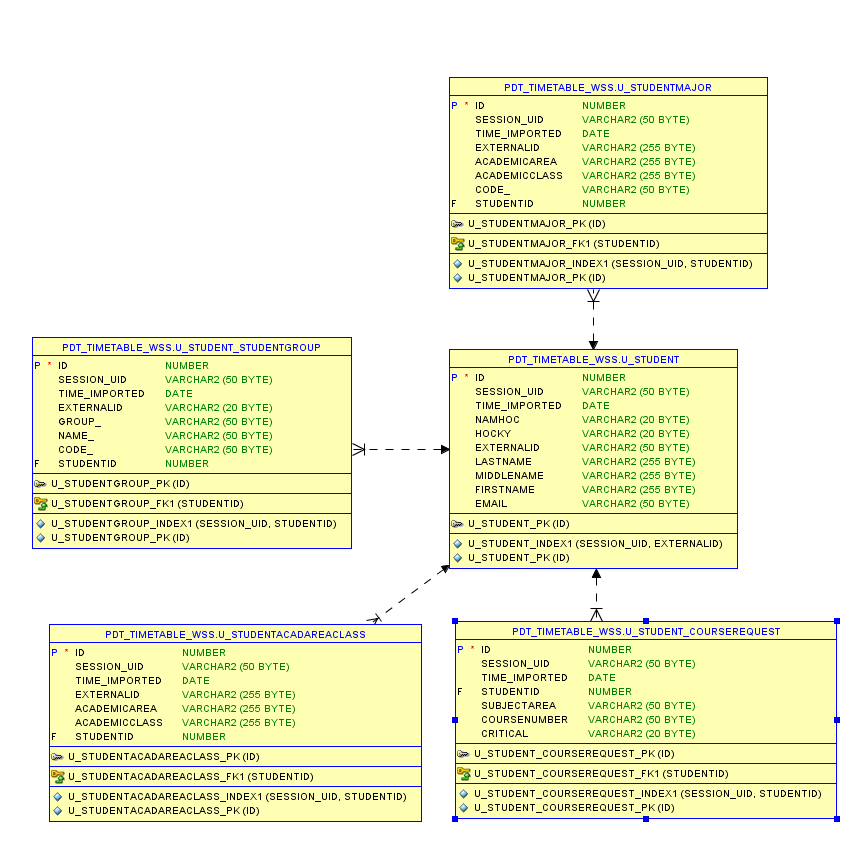 PDT_TIMETABLE_WSS.U_STUDENTMAJOR
P * ID NUMBER
SESSION_UID VARCHAR2 (50 BYTE)
TIME_IMPORTED DATE
EXTERNALID VARCHAR2 (255 BYTE)
ACADEMICAREA VARCHAR2 (255 BYTE)
ACADEMICCLASS VARCHAR2 (255 BYTE)
CODE_ VARCHAR2 (50 BYTE)
F STUDENTID NUMBER
U_STUDENTMAJOR_PK (ID)
U_STUDENTMAJOR_FK1 (STUDENTID)
U_STUDENTMAJOR_INDEX1 (SESSION_UID, STUDENTID)
U_STUDENTMAJOR_PK (ID)
PDT_TIMETABLE_WSS.U_STUDENT_STUDENTGROUP
P * ID NUMBER
SESSION_UID VARCHAR2 (50 BYTE)
TIME_IMPORTED DATE
EXTERNALID VARCHAR2 (20 BYTE)
GROUP_ VARCHAR2 (50 BYTE)
NAME_ VARCHAR2 (50 BYTE)
CODE_ VARCHAR2 (50 BYTE)
F STUDENTID NUMBER
U_STUDENTGROUP_PK (ID)
U_STUDENTGROUP_FK1 (STUDENTID)
U_STUDENTGROUP_INDEX1 (SESSION_UID, STUDENTID)
U_STUDENTGROUP_PK (ID)
PDT_TIMETABLE_WSS.U_STUDENT
P * ID NUMBER
SESSION_UID VARCHAR2 (50 BYTE)
TIME_IMPORTED DATE
NAMHOC VARCHAR2 (20 BYTE)
HOCKY VARCHAR2 (20 BYTE)
EXTERNALID VARCHAR2 (50 BYTE)
LASTNAME VARCHAR2 (255 BYTE)
MIDDLENAME VARCHAR2 (255 BYTE)
FIRSTNAME VARCHAR2 (255 BYTE)
EMAIL VARCHAR2 (50 BYTE)
U_STUDENT_PK (ID)
U_STUDENT_INDEX1 (SESSION_UID, EXTERNALID)
U_STUDENT_PK (ID)
PDT_TIMETABLE_WSS.U_STUDENTACADAREACLASS
P * ID NUMBER
SESSION_UID VARCHAR2 (50 BYTE)
TIME_IMPORTED DATE
EXTERNALID VARCHAR2 (255 BYTE)
ACADEMICAREA VARCHAR2 (255 BYTE)
ACADEMICCLASS VARCHAR2 (255 BYTE)
F STUDENTID NUMBER
U_STUDENTACADAREACLASS_PK (ID)
U_STUDENTACADAREACLASS_FK1 (STUDENTID)
U_STUDENTACADAREACLASS_INDEX1 (SESSION_UID, STUDENTID)
U_STUDENTACADAREACLASS_PK (ID)
PDT_TIMETABLE_WSS.U_STUDENT_COURSEREQUEST
P * ID NUMBER
SESSION_UID VARCHAR2 (50 BYTE)
TIME_IMPORTED DATE
F STUDENTID NUMBER
SUBJECTAREA VARCHAR2 (50 BYTE)
COURSENUMBER VARCHAR2 (50 BYTE)
CRITICAL VARCHAR2 (20 BYTE)
U_STUDENT_COURSEREQUEST_PK (ID)
U_STUDENT_COURSEREQUEST_FK1 (STUDENTID)
U_STUDENT_COURSEREQUEST_INDEX1 (SESSION_UID, STUDENTID)
U_STUDENT_COURSEREQUEST_PK (ID)